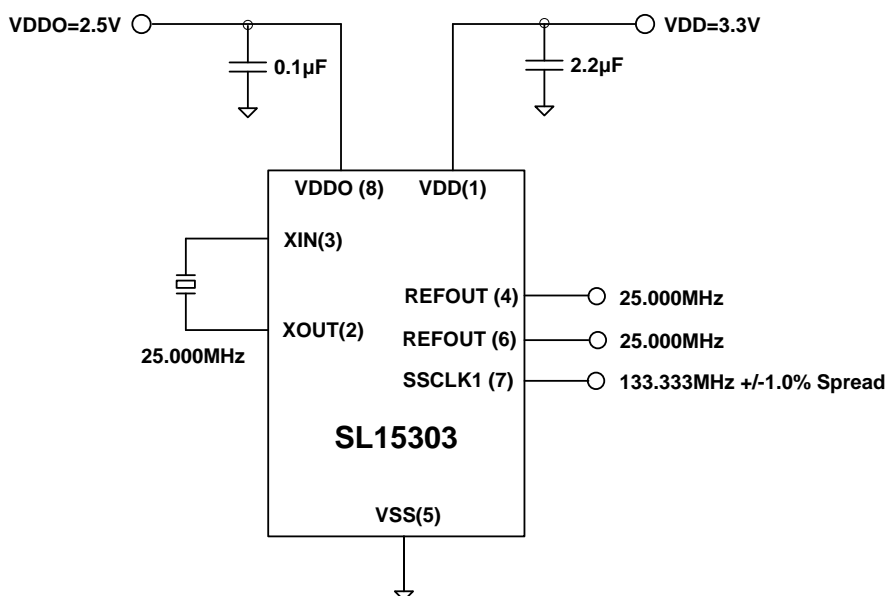 VDDO=2.5V
VDD=3.3V
0.1µF
2.2µF
VDDO (8)
VDD(1)
XIN(3)
REFOUT (4)
25.000MHz
XOUT(2)
REFOUT (6)
25.000MHz
25.000MHz
SSCLK1 (7)
133.333MHz +/-1.0% Spread
SL15303
VSS(5)